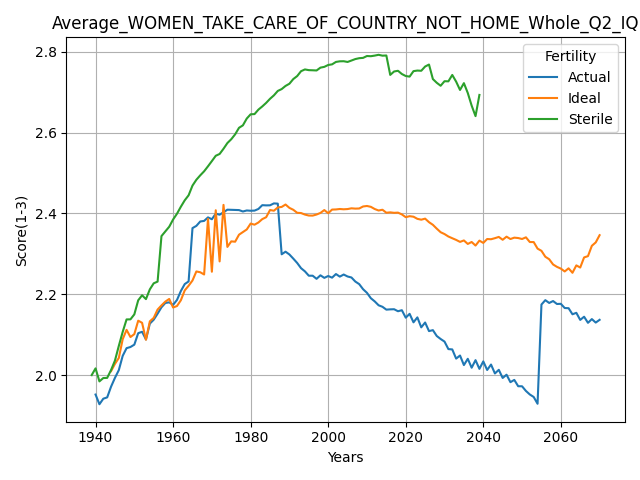 Average_WOMEN_TAKE_CARE_OF_COUNTRY_NOT_HOME_Whole_Q2_IQ
Fertility
Actual
Ideal
Sterile
2.8
2.6
2.4
2.2
2.0
Score(1-3)
1940 1960 1980 2000 2020 2040 2060
Years